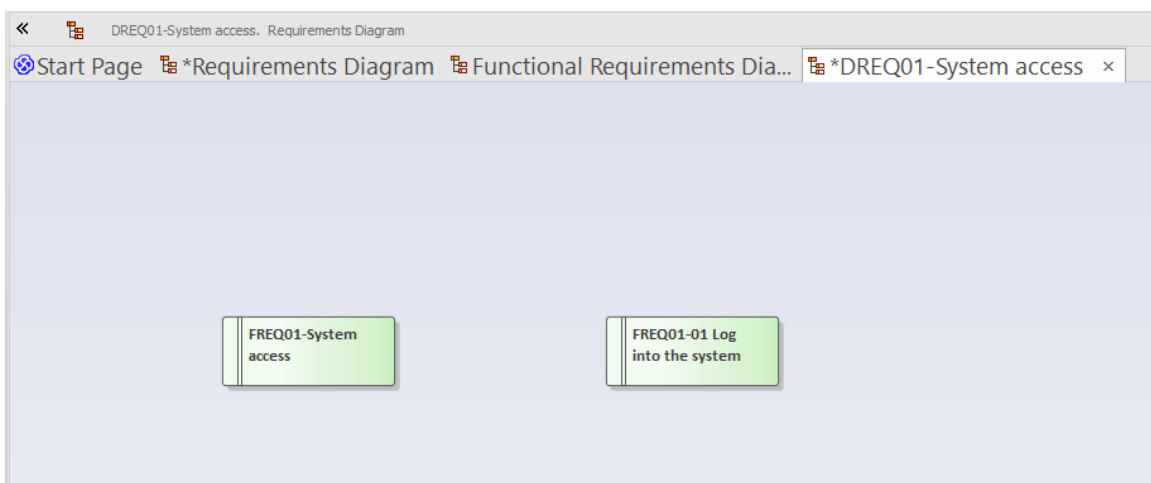 DREQ01-System access. Requirements Diagram
Start Page *Requirements Diagram Functional Requirements Dia... *DREQ01-System access ×
FREQ01-System
access
FREQ01-01 Log
into the system